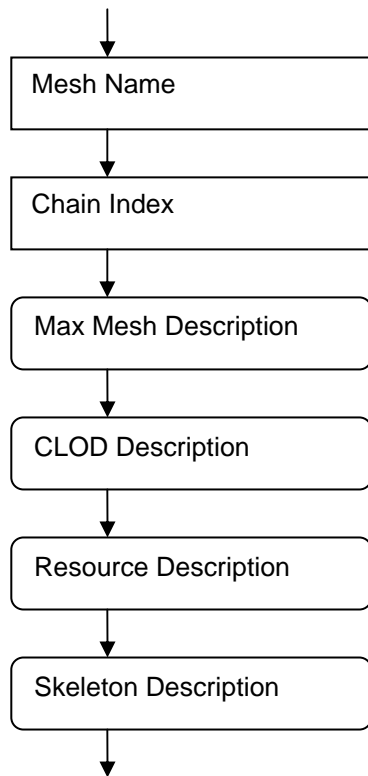 Mesh Name
Chain Index
Max Mesh Description
CLOD Description
Resource Description
Skeleton Description